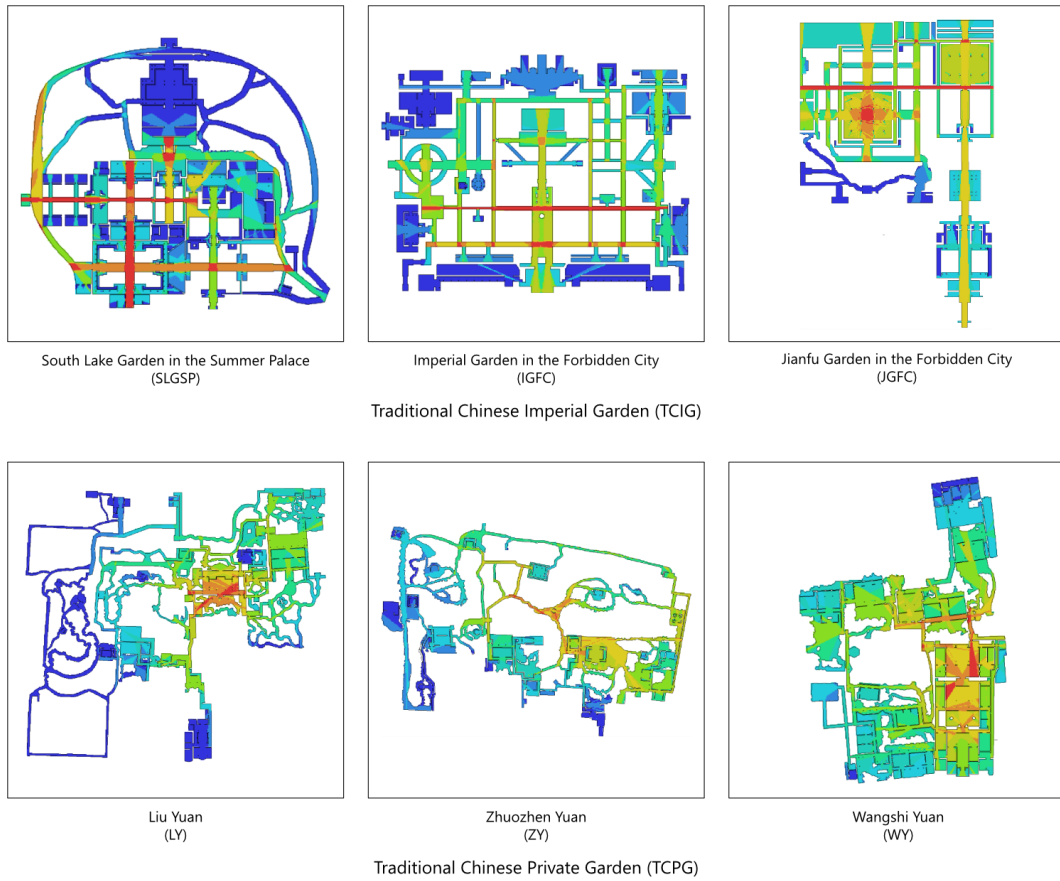 South Lake Garden in the Summer Palace
(SLGSP)
Imperial Garden in the Forbidden City
(IGFC)
Jianfu Garden in the Forbidden City
(JGFC)
Traditional Chinese Imperial Garden (TCIG)
Liu Yuan
(LY)
Zhuozhen Yuan
(ZY)
Wangshi Yuan
(WY)
Traditional Chinese Private Garden (TCPG)